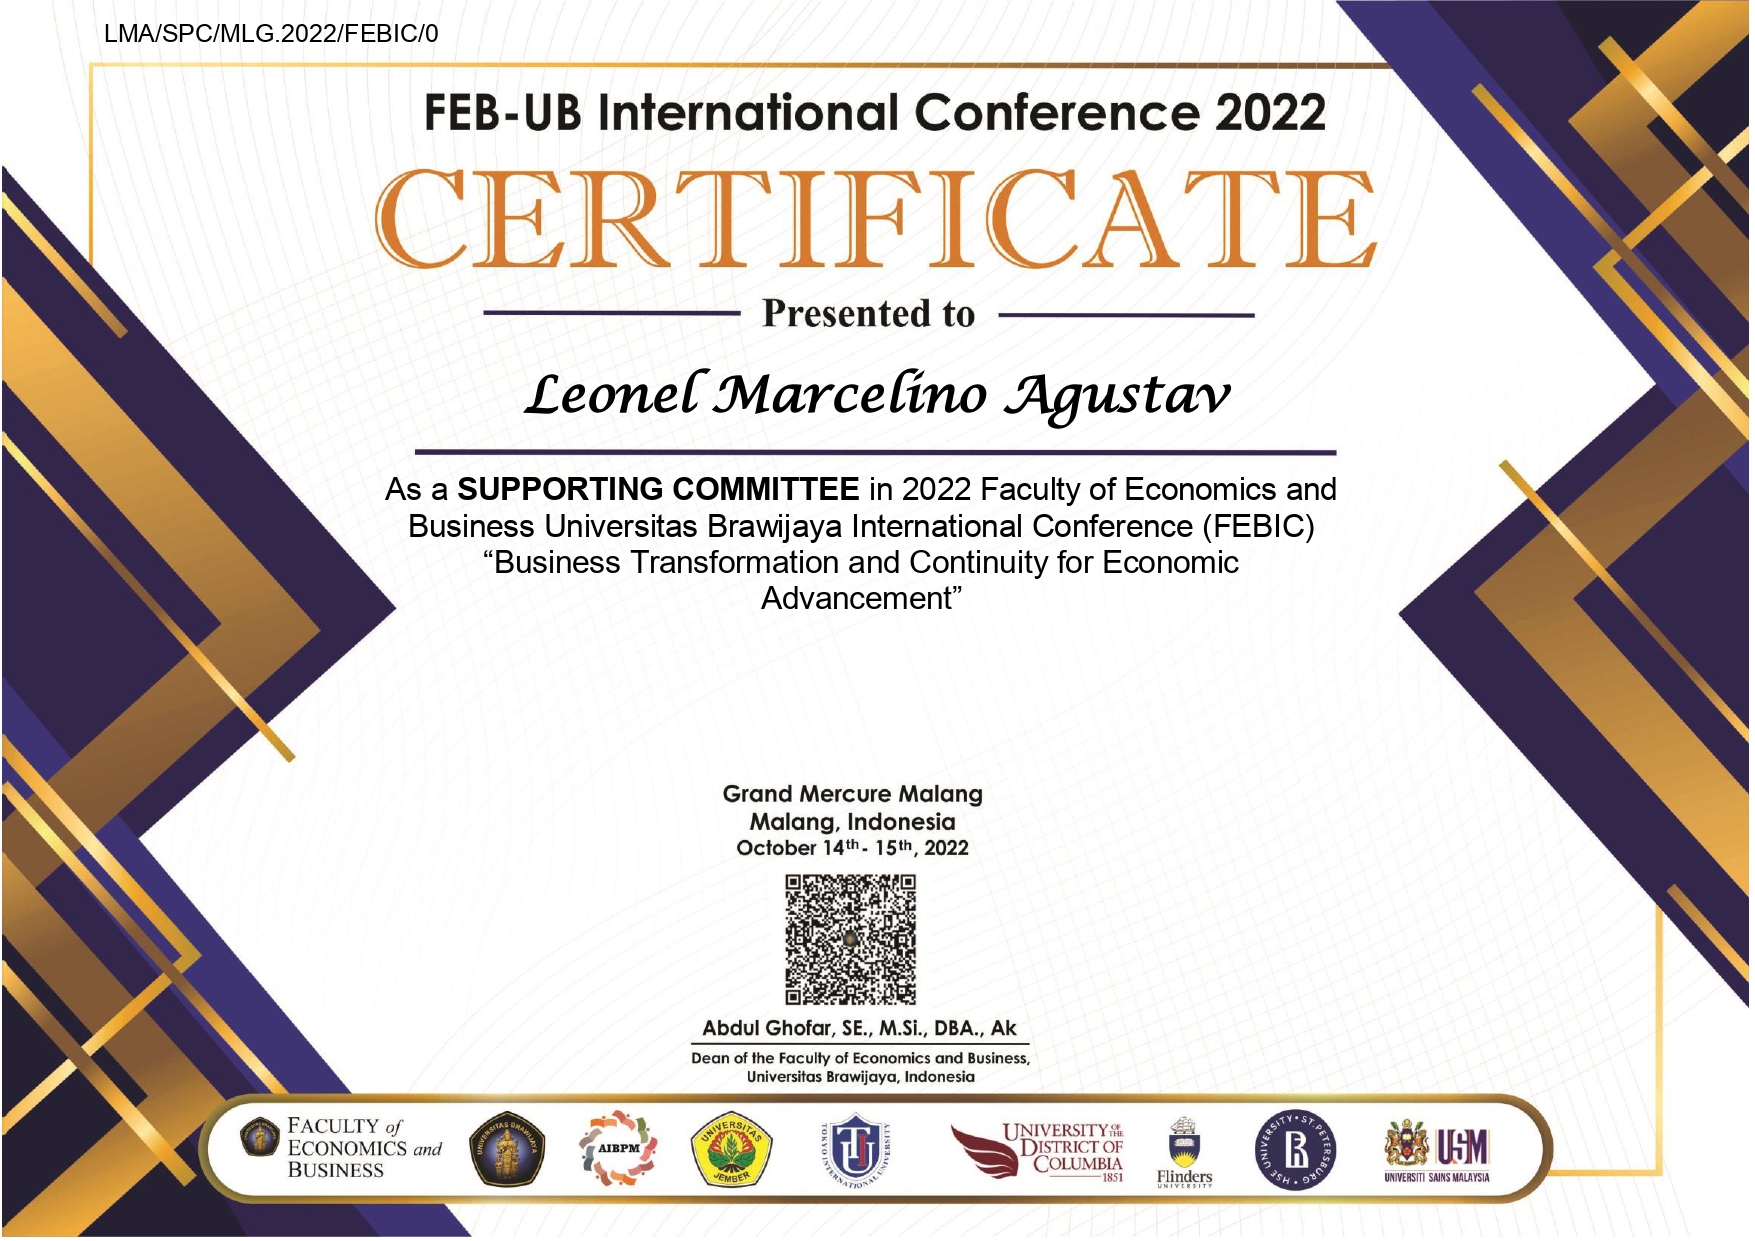 LMA/SPC/MLG.2022/FEBIC/0
FEB-UB International Conference 2022
CERTIFICATE
Presented to
Leonel Marcelino Agustav
As a SUPPORTING COMMITTEE in 2022 Faculty of Economics and
Business Universitas Brawijaya International Conference (FEBIC)
“Business Transformation and Continuity for Economic
Advancement”
Grand Mercure Malang
Malang, Indonesia
October 14th - 15th, 2022
Abdul Ghofar, SE., M.Si., DBA., Ak
Dean of the Faculty of Economics and Business,
Universitas Brawijaya, Indonesia
FACULTY of
ECONOMICS and
BUSINESS
UNIVERSITAS BRAWIJAYA
AIBPM
UNIVERSITAS
JEMBER
TOKYO INTERNATIONAL UNIVERSITY
TIU
UNIVERSITY OF THE
DISTRICT OF
COLUMBIA
1851
Flinders
UNIVERSITY
HSE UNIVERSITY • ST. PETERSBURG •
USM
UNIVERSITI SAINS MALAYSIA